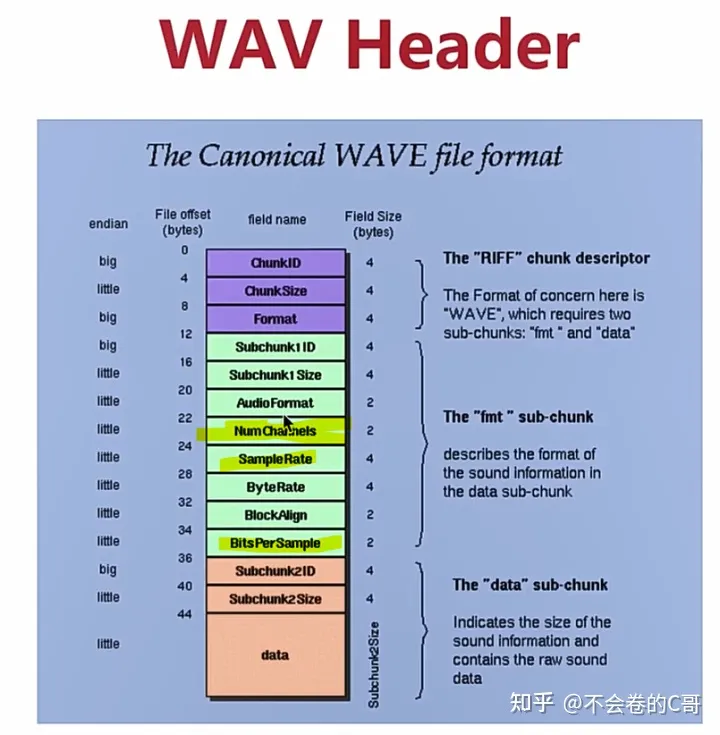 WAV Header
The Canonical WAVE file format
endian File offset (bytes) field name Field Size (bytes)
0
big ChunkID 4
4
little ChunkSize 4
8
big Format 4
12
big Subchunk1 ID 4
16
little Subchunk1 Size 4
20
little AudioFormat 2
22
little NumChannels 2
24
little SampleRate 4
28
little ByteRate 4
32
little BlockAlign 2
34
little BitsPerSample 2
36
big Subchunk2 ID 4
40
little Subchunk2 Size 4
44
little data Subchunk2Size
The "RIFF" chunk descriptor
The Format of concern here is
"WAVE", which requires two
sub-chunks: "fmt " and "data"
The "fmt " sub-chunk
describes the format of
the sound information in
the data sub-chunk
The "data" sub-chunk
Indicates the size of the
sound information and
contains the raw sound
data
知乎 @不会卷的C哥